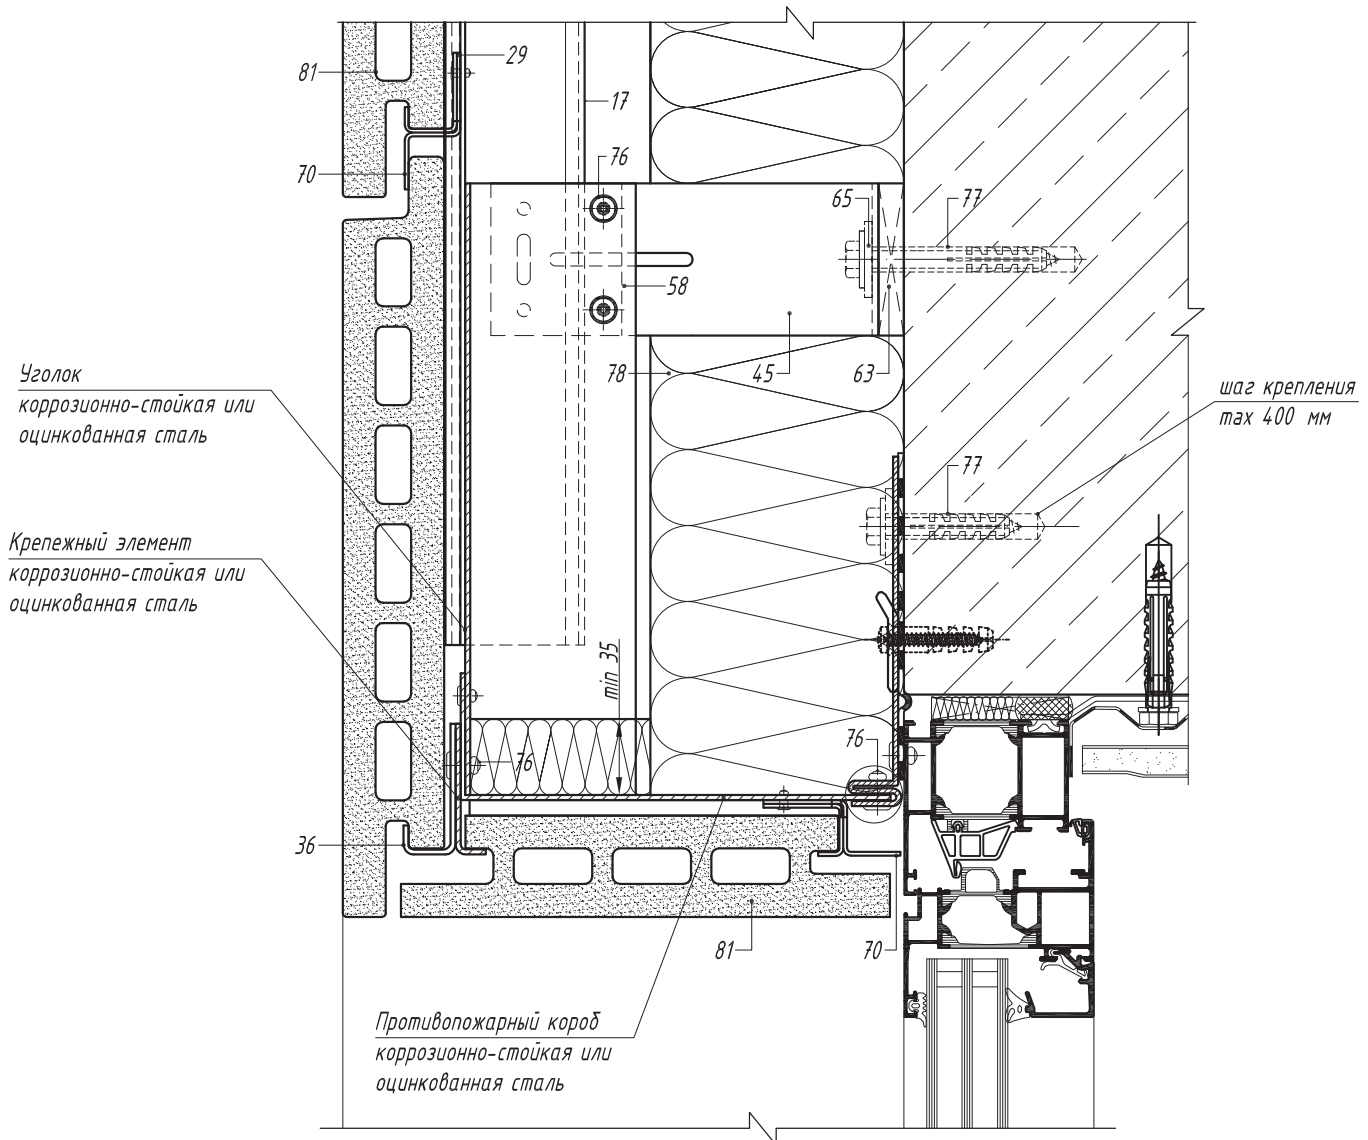 29
81
17
76
70
65
77
58
Уголок
коррозионно-стойкая или
оцинкованная сталь
78
45
63
шаг крепления
max 400 мм
77
Крепежный элемент
коррозионно-стойкая или
оцинкованная сталь
min 35
76
76
36
81
70
Противопожарный короб
коррозионно-стойкая или
оцинкованная сталь